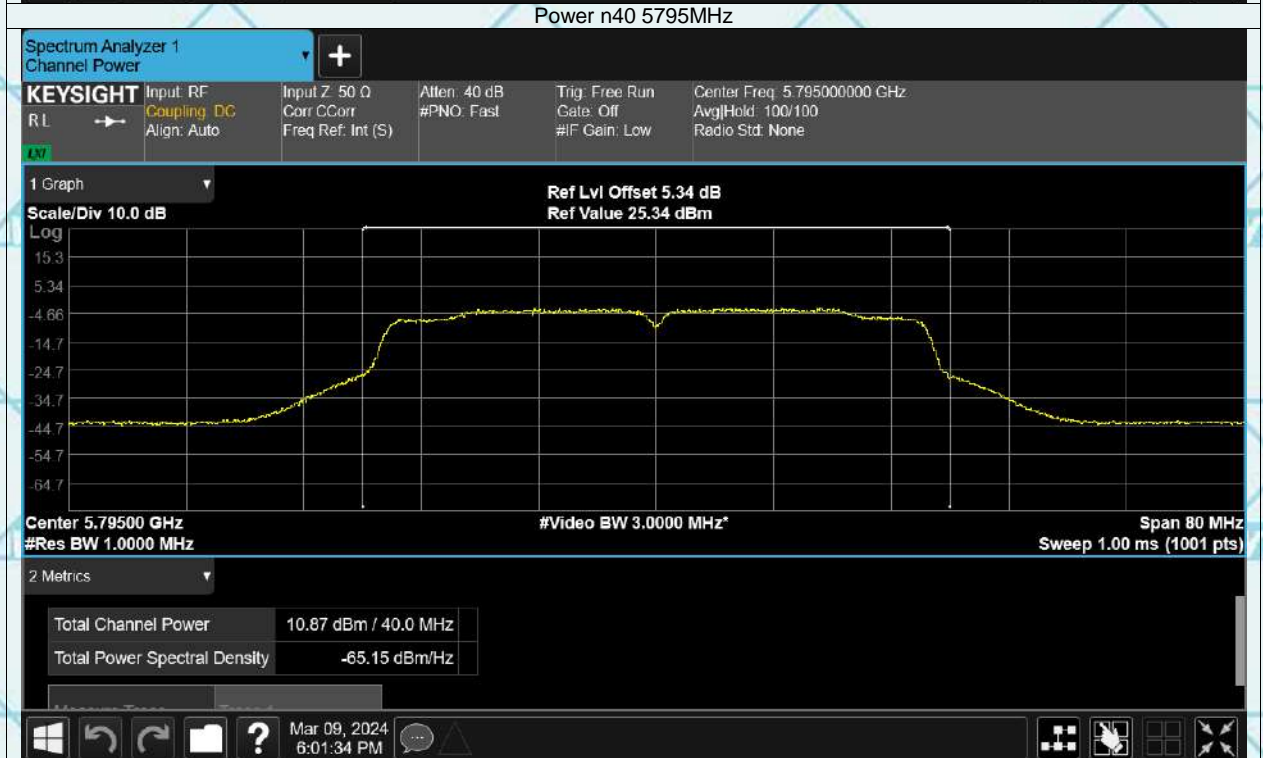 Power n40 5795MHz
Spectrum Analyzer 1
Channel Power
+
KEYSIGHT
R L
LXI
Input: RF
Coupling: DC
Align: Auto
Input Z: 50 Ω
Corr CCorr
Freq Ref: Int (S)
Atten: 40 dB
#PNO: Fast
Trig: Free Run
Gate: Off
#IF Gain: Low
Center Freq: 5.795000000 GHz
Avg|Hold: 100/100
Radio Std: None
1 Graph
Scale/Div 10.0 dB
Ref Lvl Offset 5.34 dB
Ref Value 25.34 dBm
Log
15.3
5.34
-4.66
-14.7
-24.7
-34.7
-44.7
-54.7
-64.7
Center 5.79500 GHz
#Res BW 1.0000 MHz
#Video BW 3.0000 MHz*
Span 80 MHz
Sweep 1.00 ms (1001 pts)
2 Metrics
Total Channel Power 10.87 dBm / 40.0 MHz
Total Power Spectral Density -65.15 dBm/Hz
?
Mar 09, 2024
6:01:34 PM